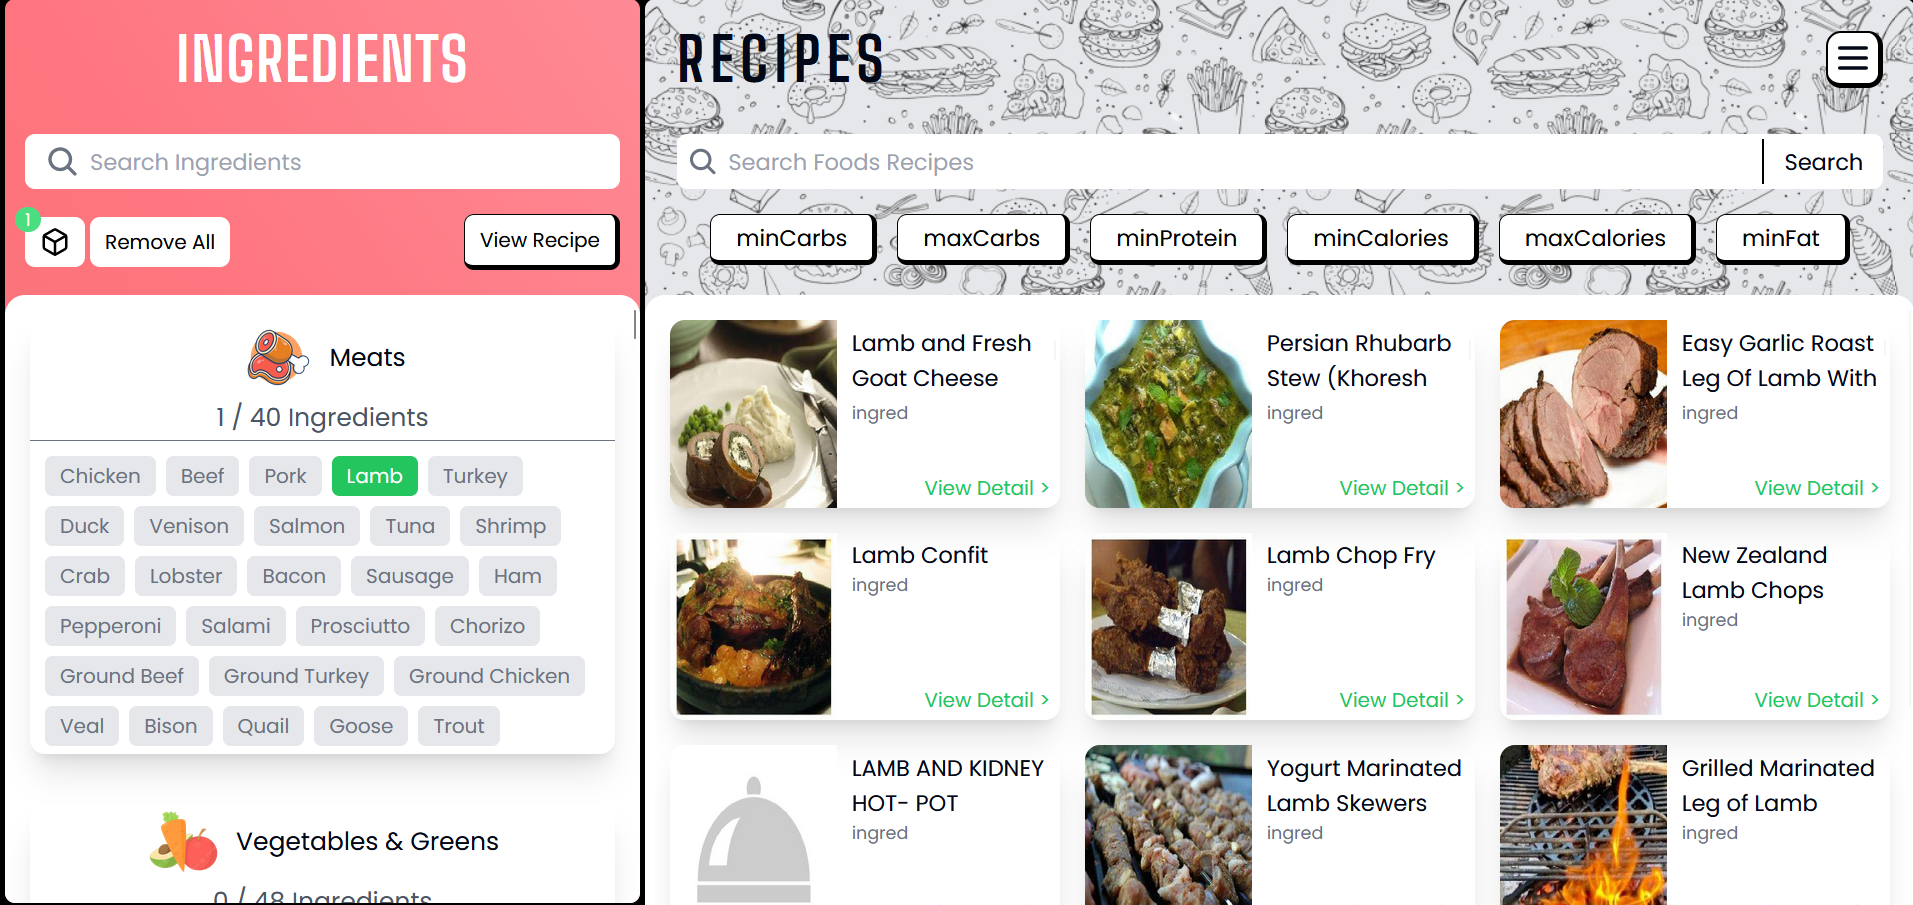 INGREDIENTS
Search Ingredients
1
Remove All
View Recipe
Meats
1 / 40 Ingredients
Chicken Beef Pork Lamb Turkey
Duck Venison Salmon Tuna Shrimp
Crab Lobster Bacon Sausage Ham
Pepperoni Salami Prosciutto Chorizo
Ground Beef Ground Turkey Ground Chicken
Veal Bison Quail Goose Trout
Vegetables & Greens
0 / 48 Ingredients
RECIPES
Search Foods Recipes
Search
minCarbs maxCarbs minProtein minCalories maxCalories minFat
Lamb and Fresh
Goat Cheese
ingred
View Detail >
Persian Rhubarb
Stew (Khoresh
ingred
View Detail >
Easy Garlic Roast
Leg Of Lamb With
ingred
View Detail >
Lamb Confit
ingred
View Detail >
Lamb Chop Fry
ingred
View Detail >
New Zealand
Lamb Chops
ingred
View Detail >
LAMB AND KIDNEY
HOT- POT
ingred
Yogurt Marinated
Lamb Skewers
ingred
Grilled Marinated
Leg of Lamb
ingred